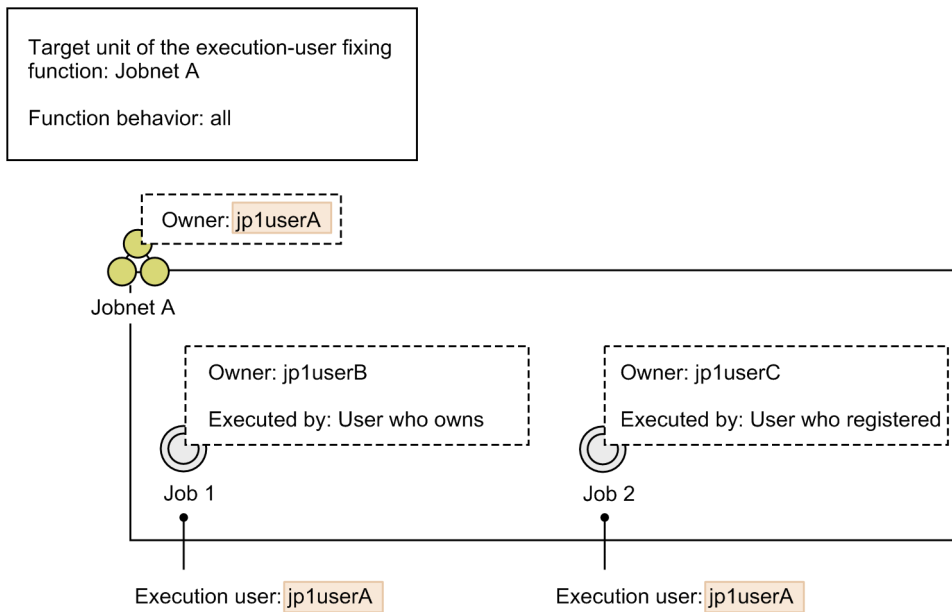 Target unit of the execution-user fixing
function: Jobnet A
Function behavior: all
Owner: jp1userA
Jobnet A
Owner: jp1userB
Executed by: User who owns
Job 1
Owner: jp1userC
Executed by: User who registered
Job 2
Execution user: jp1userA
Execution user: jp1userA